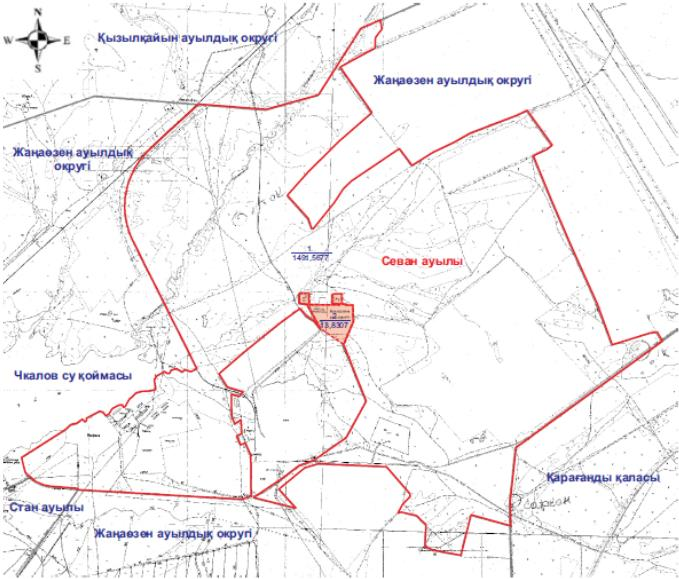 N
W E
S
Қызылқайын ауылдық округі
Жаңаөзен ауылдық округі
Жаңаөзен ауылдық
округі
1
1491,5677
Севан ауылы
13,8307
Чкалов су қоймасы
Қарағанды қаласы
Стан ауылы
Жаңаөзен ауылдық округі